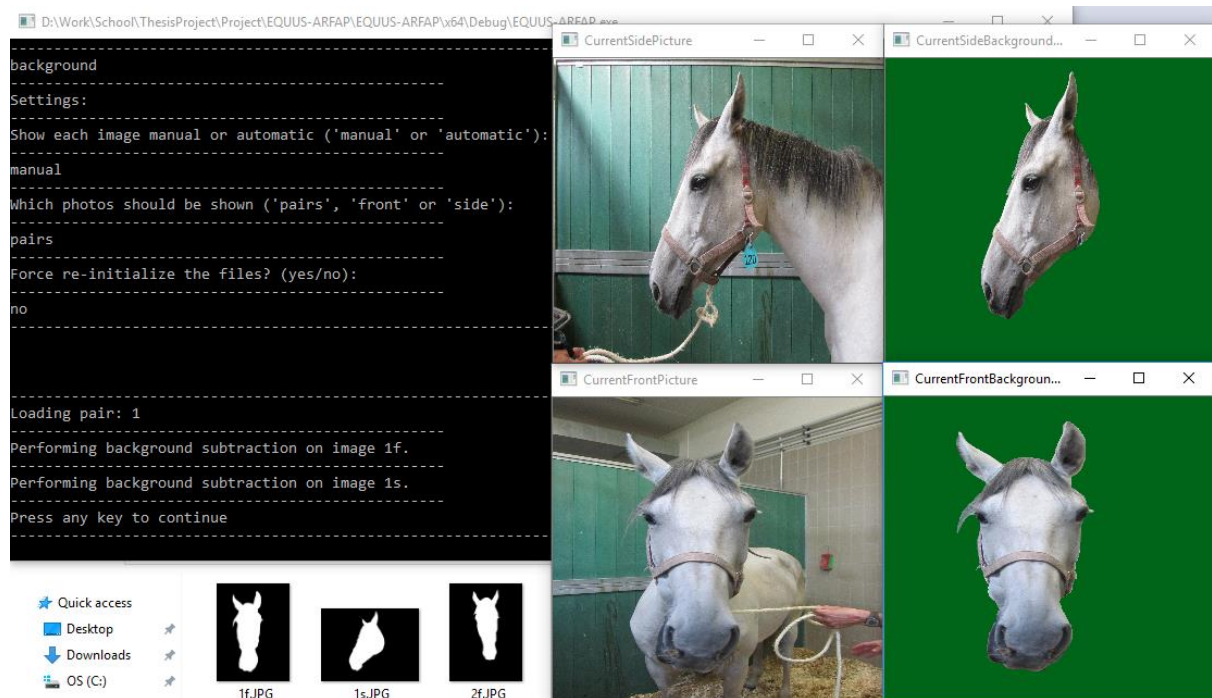 D:\Work\School\ThesisProject\Project\EQUUS-ARFAP\EQUUS-ARFAP\x64\Debug\EQUUS-ARFAP.exe
------------------------------------------------------
background
--------------------------------------------
Settings:
--------------------------------------------
Show each image manual or automatic ('manual' or 'automatic'):
--------------------------------------------
manual
--------------------------------------------
Which photos should be shown ('pairs', 'front' or 'side'):
--------------------------------------------
pairs
--------------------------------------------
Force re-initialize the files? (yes/no):
--------------------------------------------
no
------------------------------------------------------
------------------------------------------------------
Loading pair: 1
--------------------------------------------
Performing background subtraction on image 1f.
--------------------------------------------
Performing background subtraction on image 1s.
--------------------------------------------
Press any key to continue
------------------------------------------------------
CurrentSidePicture
CurrentSideBackground...
120
CurrentFrontPicture
CurrentFrontBackgroun...
Quick access
Desktop
Downloads
OS (C:)
1f.JPG
1s.JPG
2f.JPG